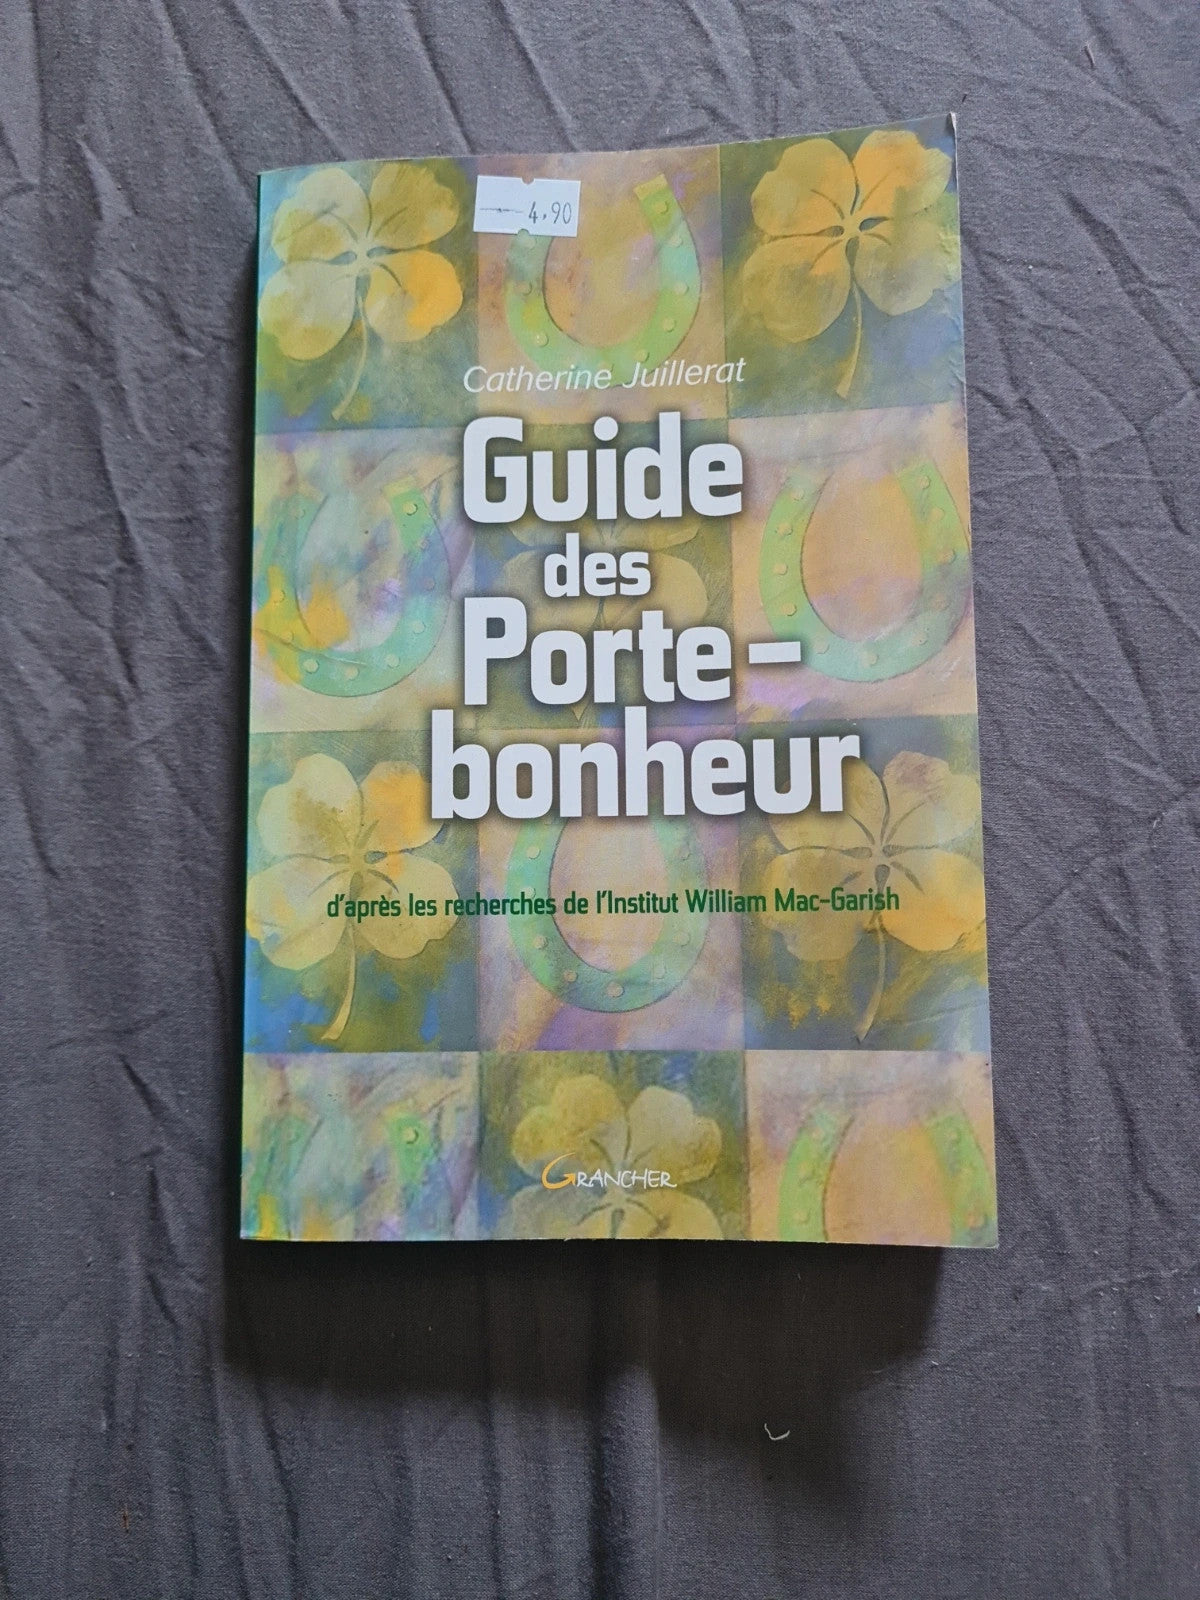 4,90
Catherine Juillerat
Guide
des
Porte-
bonheur
d'après les recherches de l'Institut William Mac-Garish
GRANCHER